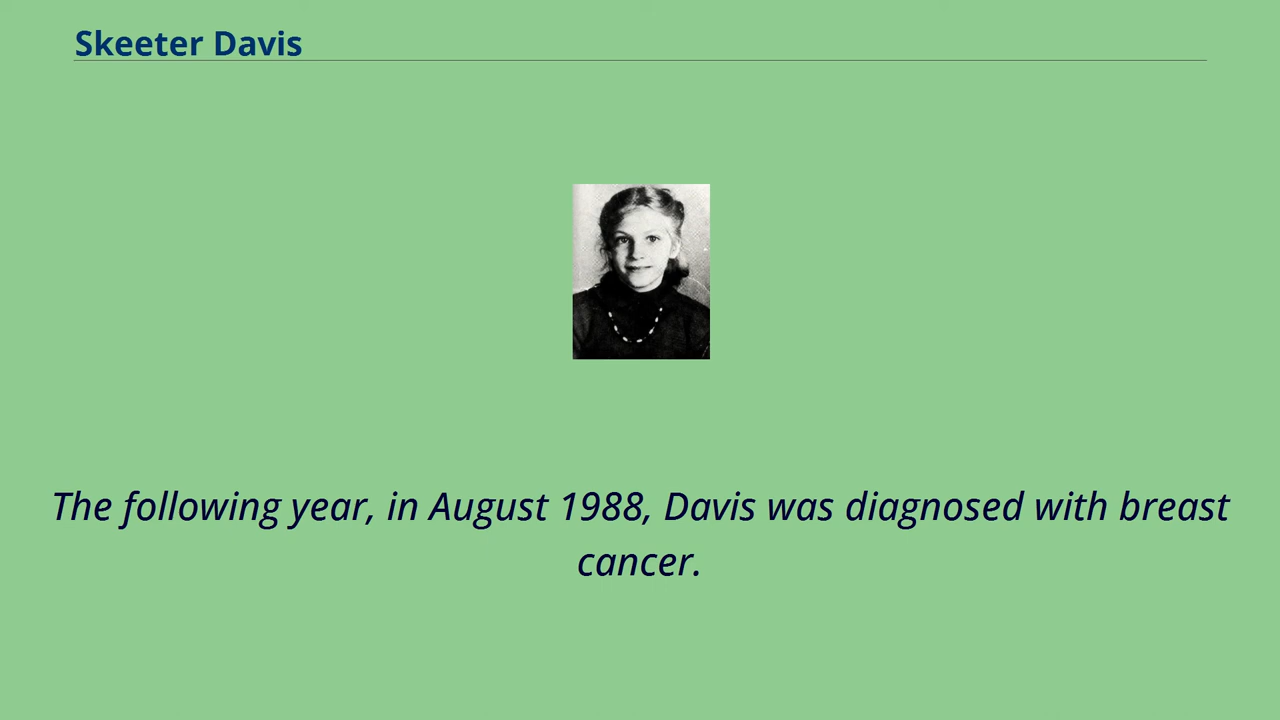 Skeeter Davis
The following year, in August 1988, Davis was diagnosed with breast
cancer.